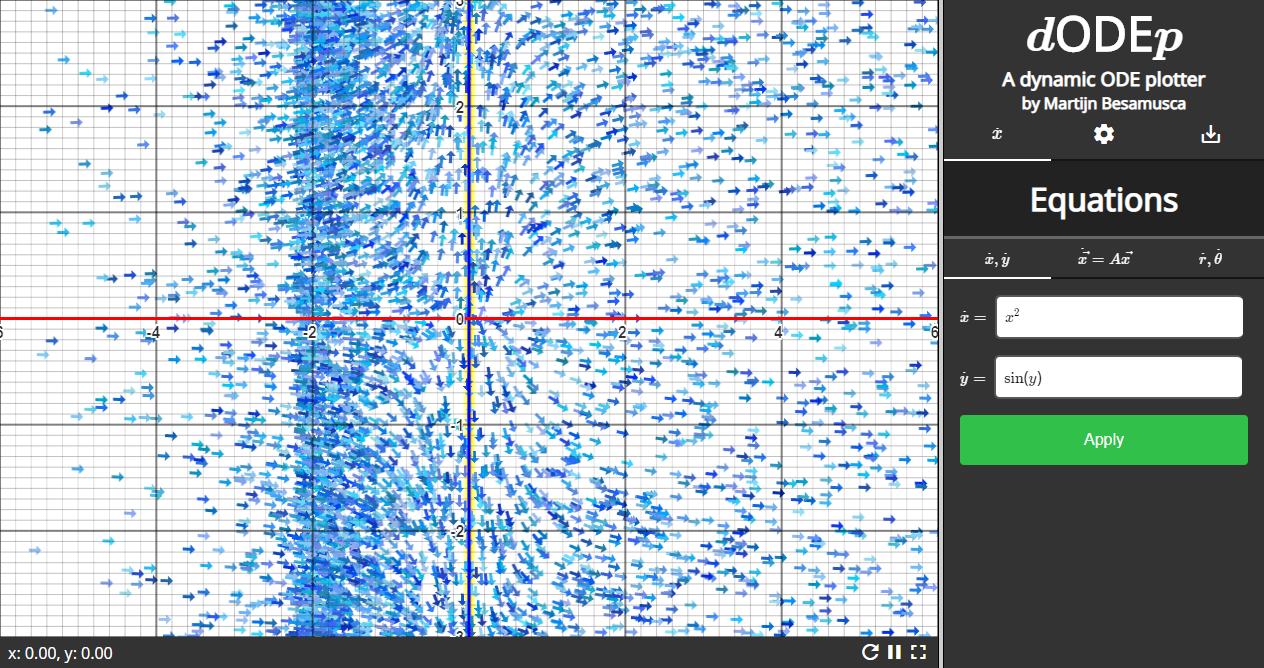 dODEp
A dynamic ODE plotter
by Martijn Besamusca
ẋ
Equations
ẋ, ẏ
ẋ⃗ = Ax⃗
ṙ, θ̇
ẋ = x²
ẏ = sin(y)
Apply
3
2
1
0
-1
-2
-3
6 -4 -2 2 4 6
x: 0.00, y: 0.00